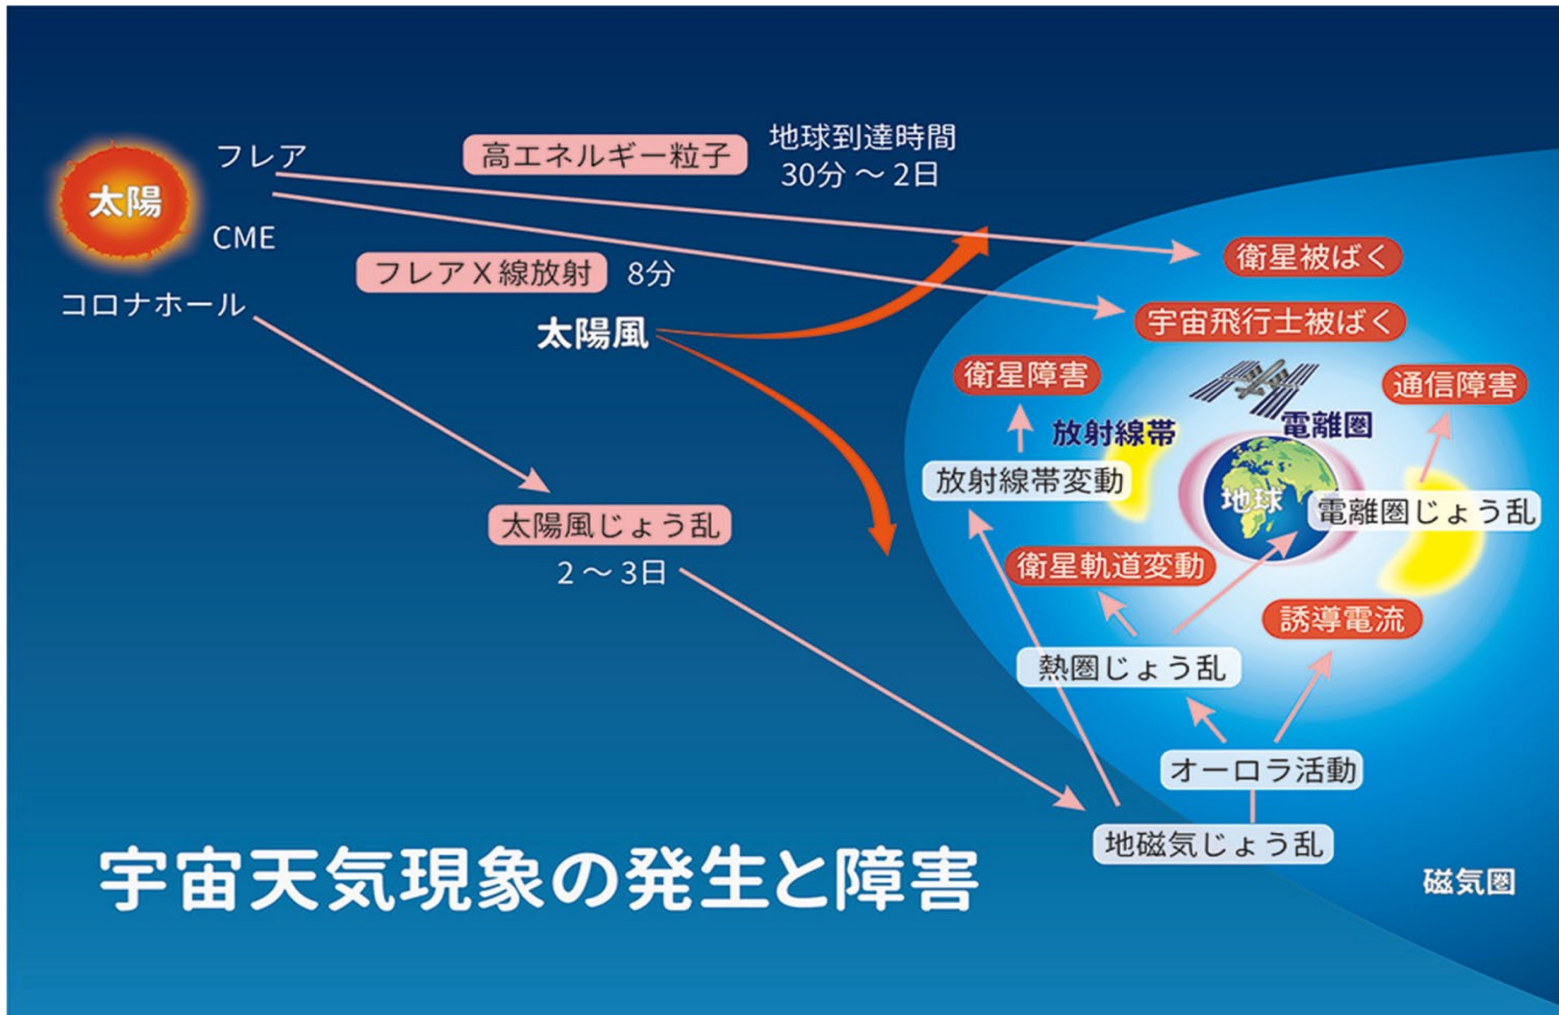 フレア
高エネルギー粒子
地球到達時間
30分 〜 2日
太陽
CME
フレアX線放射
8分
コロナホール
太陽風
衛星被ばく
宇宙飛行士被ばく
衛星障害
通信障害
放射線帯
電離圏
放射線帯変動
地球
電離圏じょう乱
太陽風じょう乱
2 〜 3日
衛星軌道変動
誘導電流
熱圏じょう乱
オーロラ活動
地磁気じょう乱
宇宙天気現象の発生と障害
磁気圏